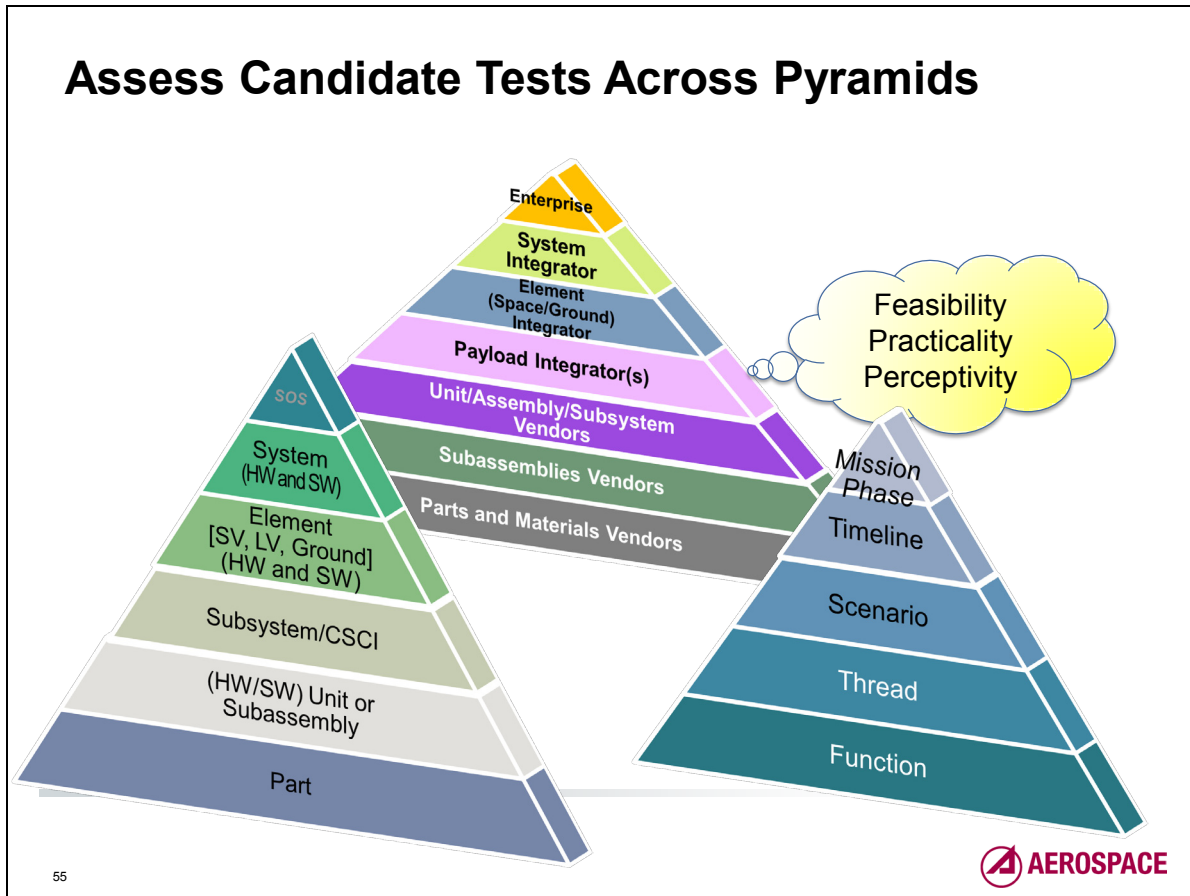 Assess Candidate Tests Across Pyramids
Enterprise
System
Integrator
Element
(Space/Ground)
Integrator
Payload Integrator(s)
Unit/Assembly/Subsystem
Vendors
Subassemblies Vendors
Parts and Materials Vendors
Feasibility
Practicality
Perceptivity
SOS
System
(HW and SW)
Element
[SV, LV, Ground]
(HW and SW)
Subsystem/CSCI
(HW/SW) Unit or
Subassembly
Part
Mission
Phase
Timeline
Scenario
Thread
Function
55
AEROSPACE